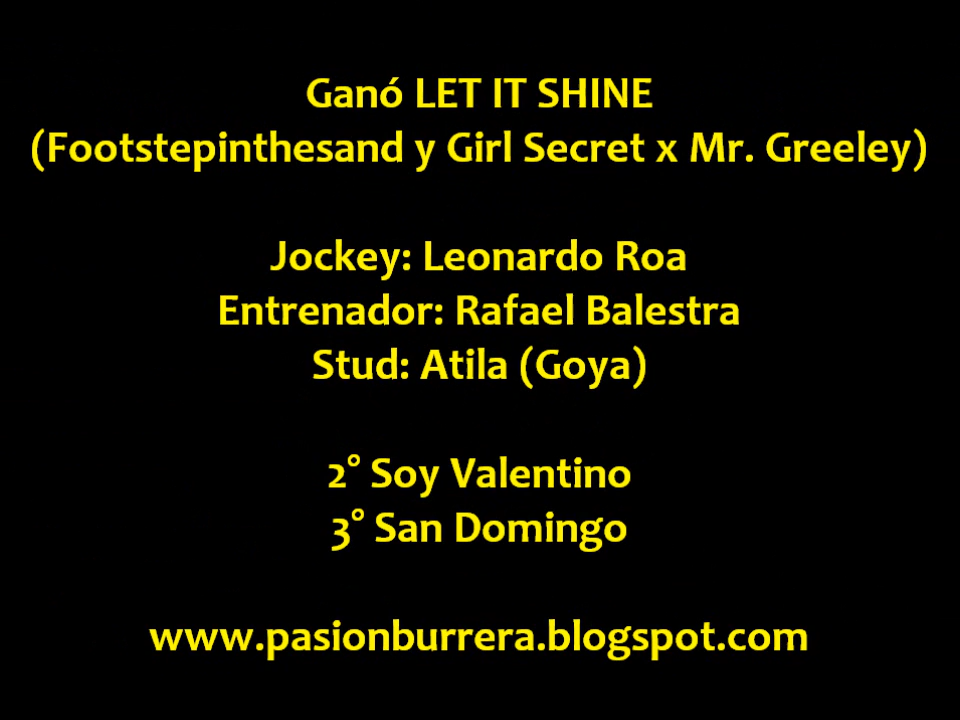 Ganó LET IT SHINE
(Footstepinthesand y Girl Secret x Mr. Greeley)
Jockey: Leonardo Roa
Entrenador: Rafael Balestra
Stud: Atila (Goya)
2° Soy Valentino
3° San Domingo
www.pasionburrera.blogspot.com